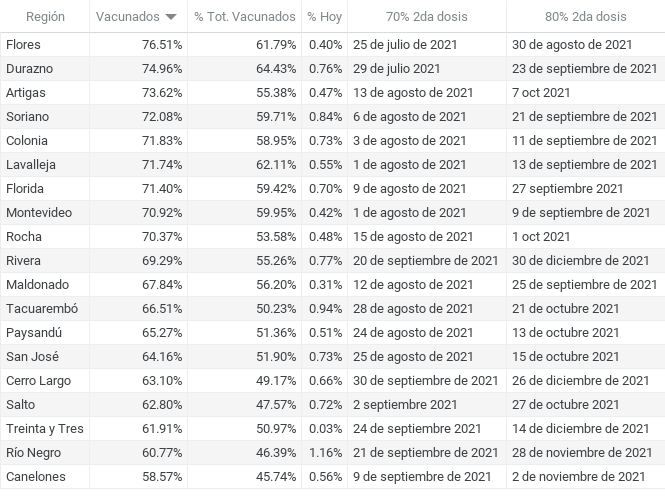 Región Vacunados % Tot. Vacunados % Hoy 70% 2da dosis 80% 2da dosis
Flores 76.51% 61.79% 0.40% 25 de julio de 2021 30 de agosto de 2021
Durazno 74.96% 64.43% 0.76% 29 de julio 2021 23 de septiembre de 2021
Artigas 73.62% 55.38% 0.47% 13 de agosto de 2021 7 oct 2021
Soriano 72.08% 59.71% 0.84% 6 de agosto de 2021 21 de septiembre de 2021
Colonia 71.83% 58.95% 0.73% 3 de agosto de 2021 11 de septiembre de 2021
Lavalleja 71.74% 62.11% 0.55% 1 de agosto de 2021 13 de septiembre de 2021
Florida 71.40% 59.42% 0.70% 9 de agosto de 2021 27 septiembre 2021
Montevideo 70.92% 59.95% 0.42% 1 de agosto de 2021 9 de septiembre de 2021
Rocha 70.37% 53.58% 0.48% 15 de agosto de 2021 1 oct 2021
Rivera 69.29% 55.26% 0.77% 20 de septiembre de 2021 30 de diciembre de 2021
Maldonado 67.84% 56.20% 0.31% 12 de agosto de 2021 25 de septiembre de 2021
Tacuarembó 66.51% 50.23% 0.94% 28 de agosto de 2021 21 de octubre 2021
Paysandú 65.27% 51.36% 0.51% 24 de agosto de 2021 13 de octubre 2021
San José 64.16% 51.90% 0.73% 25 de agosto de 2021 15 de octubre 2021
Cerro Largo 63.10% 49.17% 0.66% 30 de septiembre de 2021 26 de diciembre de 2021
Salto 62.80% 47.57% 0.72% 2 septiembre 2021 27 de octubre 2021
Treinta y Tres 61.91% 50.97% 0.03% 24 de septiembre 2021 14 de diciembre de 2021
Río Negro 60.77% 46.39% 1.16% 21 de septiembre de 2021 28 de noviembre de 2021
Canelones 58.57% 45.74% 0.56% 9 de septiembre de 2021 2 de noviembre de 2021